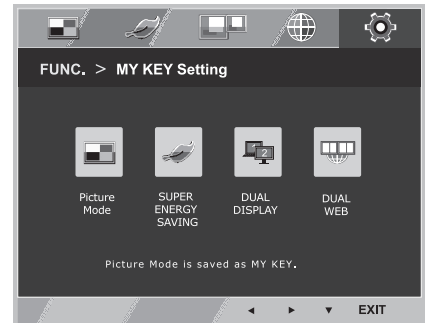 FUNC. > MY KEY Setting
Picture
Mode
SUPER
ENERGY
SAVING
DUAL
DISPLAY
DUAL
WEB
2
Picture Mode is saved as MY KEY.
◄ ► ▼ EXIT